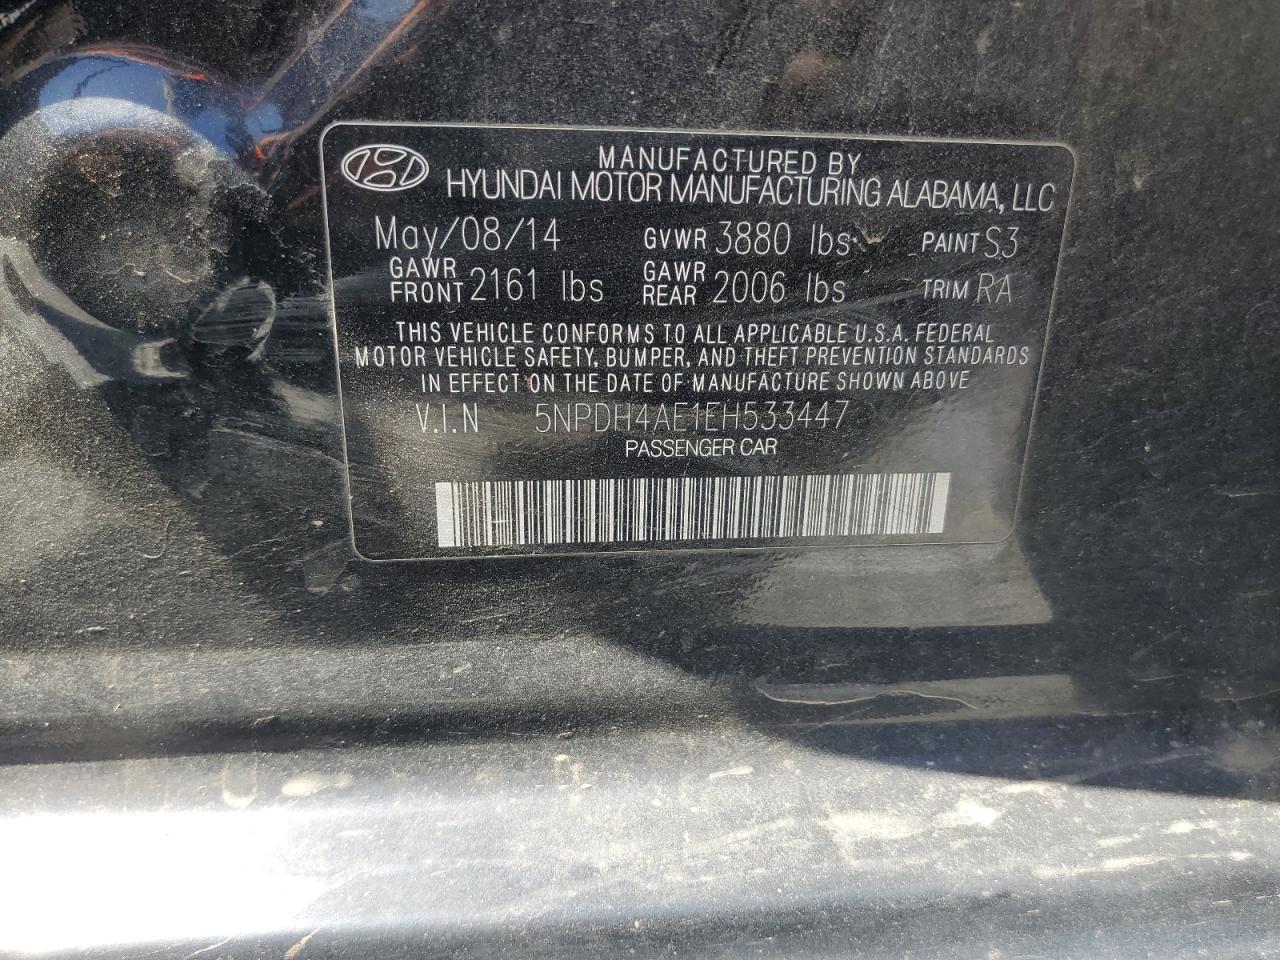 MANUFACTURED BY
HYUNDAI MOTOR MANUFACTURING ALABAMA, LLC
May/08/14 GVWR 3880 lbs PAINT S3
GAWR FRONT 2161 lbs GAWR REAR 2006 lbs TRIM RA
THIS VEHICLE CONFORMS TO ALL APPLICABLE U.S.A. FEDERAL
MOTOR VEHICLE SAFETY, BUMPER, AND THEFT PREVENTION STANDARDS
IN EFFECT ON THE DATE OF MANUFACTURE SHOWN ABOVE
V.I.N 5NPDH4AE1EH533447
PASSENGER CAR